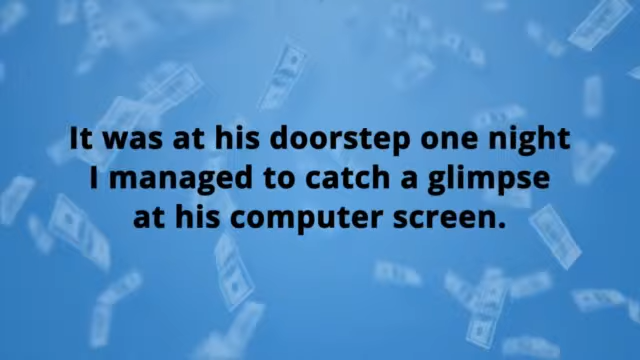 It was at his doorstep one night
I managed to catch a glimpse
at his computer screen.